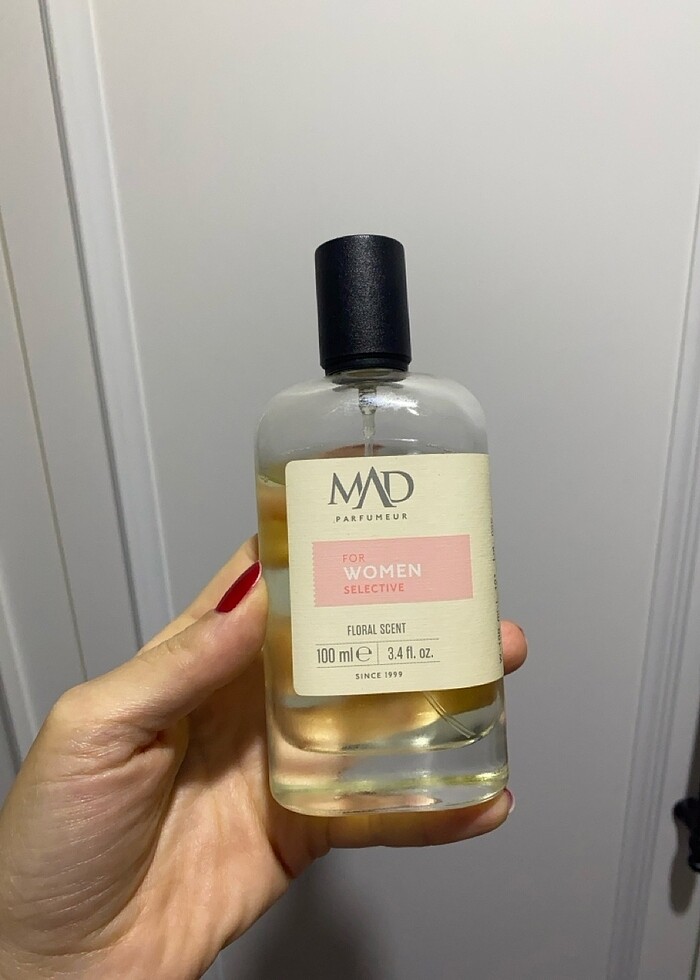 MAD
PARFUMEUR
FOR
WOMEN
SELECTIVE
FLORAL SCENT
100 ml ℮ 3.4 fl. oz.
SINCE 1999